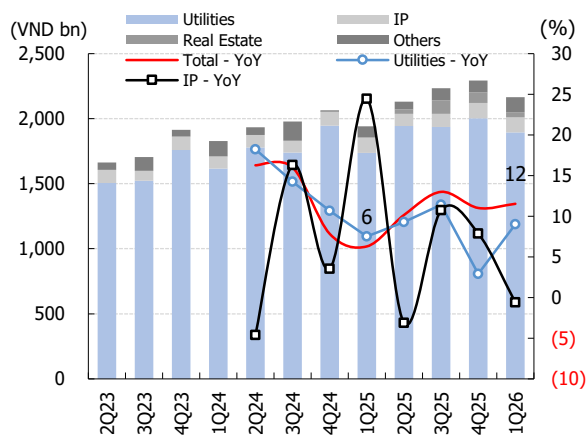 (VND bn)
(%)
Utilities
IP
Real Estate
Others
Total - YoY
Utilities - YoY
IP - YoY
2,500
2,000
1,500
1,000
500
0
30
25
20
15
10
5
0
(5)
(10)
6
12
2Q23
3Q23
4Q23
1Q24
2Q24
3Q24
4Q24
1Q25
2Q25
3Q25
4Q25
1Q26